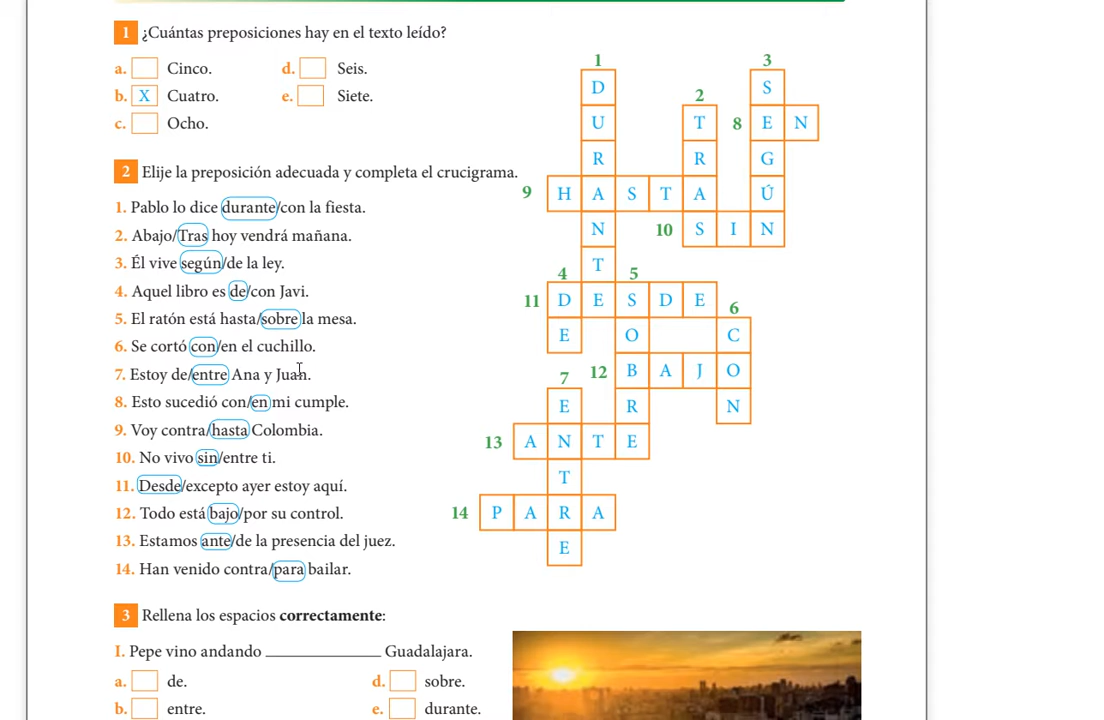 1 ¿Cuántas preposiciones hay en el texto leído?
a. Cinco. d. Seis.
b. X Cuatro. e. Siete.
c. Ocho.
2 Elije la preposición adecuada y completa el crucigrama.
1. Pablo lo dice durante/con la fiesta.
2. Abajo/Tras hoy vendrá mañana.
3. Él vive según/de la ley.
4. Aquel libro es de/con Javi.
5. El ratón está hasta/sobre la mesa.
6. Se cortó con/en el cuchillo.
7. Estoy de/entre Ana y Juan.
8. Esto sucedió con/en mi cumple.
9. Voy contra/hasta Colombia.
10. No vivo sin/entre ti.
11. Desde/excepto ayer estoy aquí.
12. Todo está bajo/por su control.
13. Estamos ante/de la presencia del juez.
14. Han venido contra/para bailar.
1 3
D S
2
U T 8 E N
R R G
9 H A S T A Ú
N 10 S I N
T
4 5
11 D E S D E
6
E O C
7 12 B A J O
E R N
13 A N T E
T
14 P A R A
E
3 Rellena los espacios correctamente:
I. Pepe vino andando ____________ Guadalajara.
a. de. d. sobre.
b. entre. e. durante.